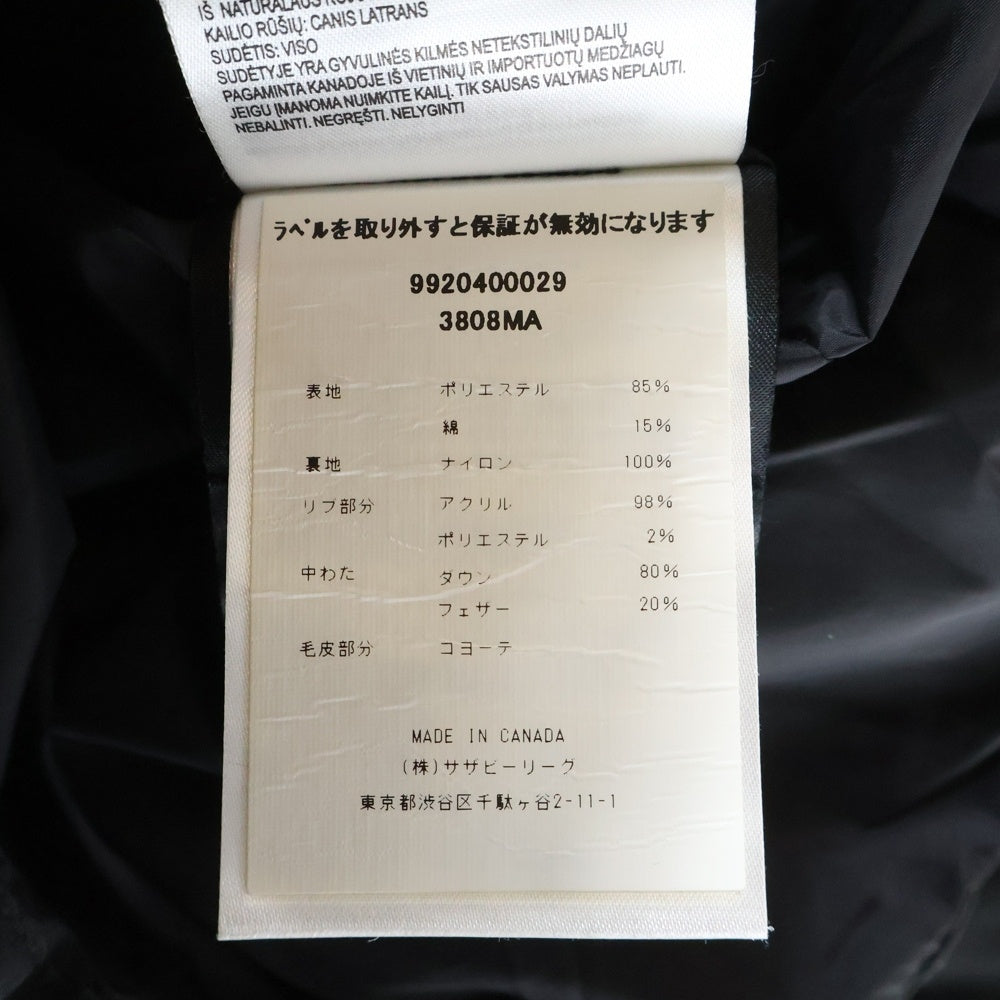 IŠ NATŪRALAUS
KAILIO RŪŠIŲ: CANIS LATRANS
SUDĖTIS: VISO
SUDĖTYJE YRA GYVULINĖS KILMĖS NETEKSTILINIŲ DALIŲ
PAGAMINTA KANADOJE IŠ VIETINIŲ IR IMPORTUOTŲ MEDŽIAGŲ
JEIGU ĮMANOMA NUIMKITE KAILĮ. TIK SAUSAS VALYMAS NEPLAUTI.
NEBALINTI. NEGRĘŠTI. NELYGINTI
ラベルを取り外すと保証が無効になります
9920400029
3808MA
表地 ポリエステル 85%
綿 15%
裏地 ナイロン 100%
リブ部分 アクリル 98%
ポリエステル 2%
中わた ダウン 80%
フェザー 20%
毛皮部分 コヨーテ
MADE IN CANADA
(株)サザビーリーグ
東京都渋谷区千駄ヶ谷2-11-1